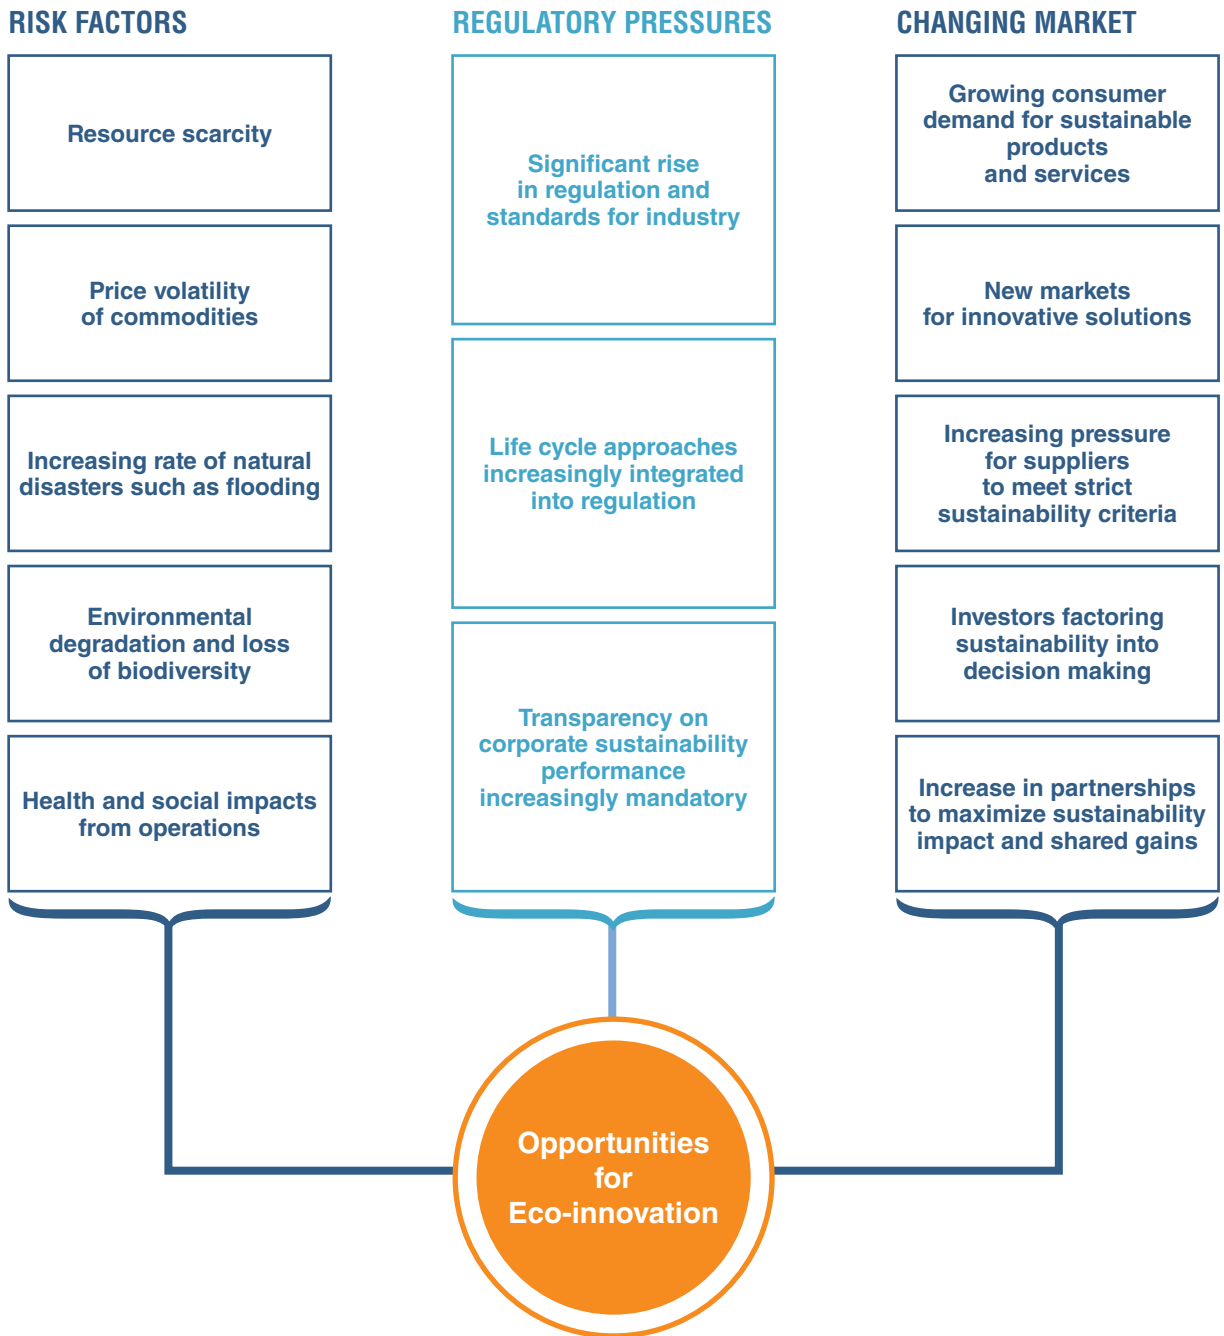 RISK FACTORS
Resource scarcity
Price volatility
of commodities
Increasing rate of natural
disasters such as flooding
Environmental
degradation and loss
of biodiversity
Health and social impacts
from operations
REGULATORY PRESSURES
Significant rise
in regulation and
standards for industry
Life cycle approaches
increasingly integrated
into regulation
Transparency on
corporate sustainability
performance
increasingly mandatory
CHANGING MARKET
Growing consumer
demand for sustainable
products
and services
New markets
for innovative solutions
Increasing pressure
for suppliers
to meet strict
sustainability criteria
Investors factoring
sustainability into
decision making
Increase in partnerships
to maximize sustainability
impact and shared gains
Opportunities
for
Eco-innovation